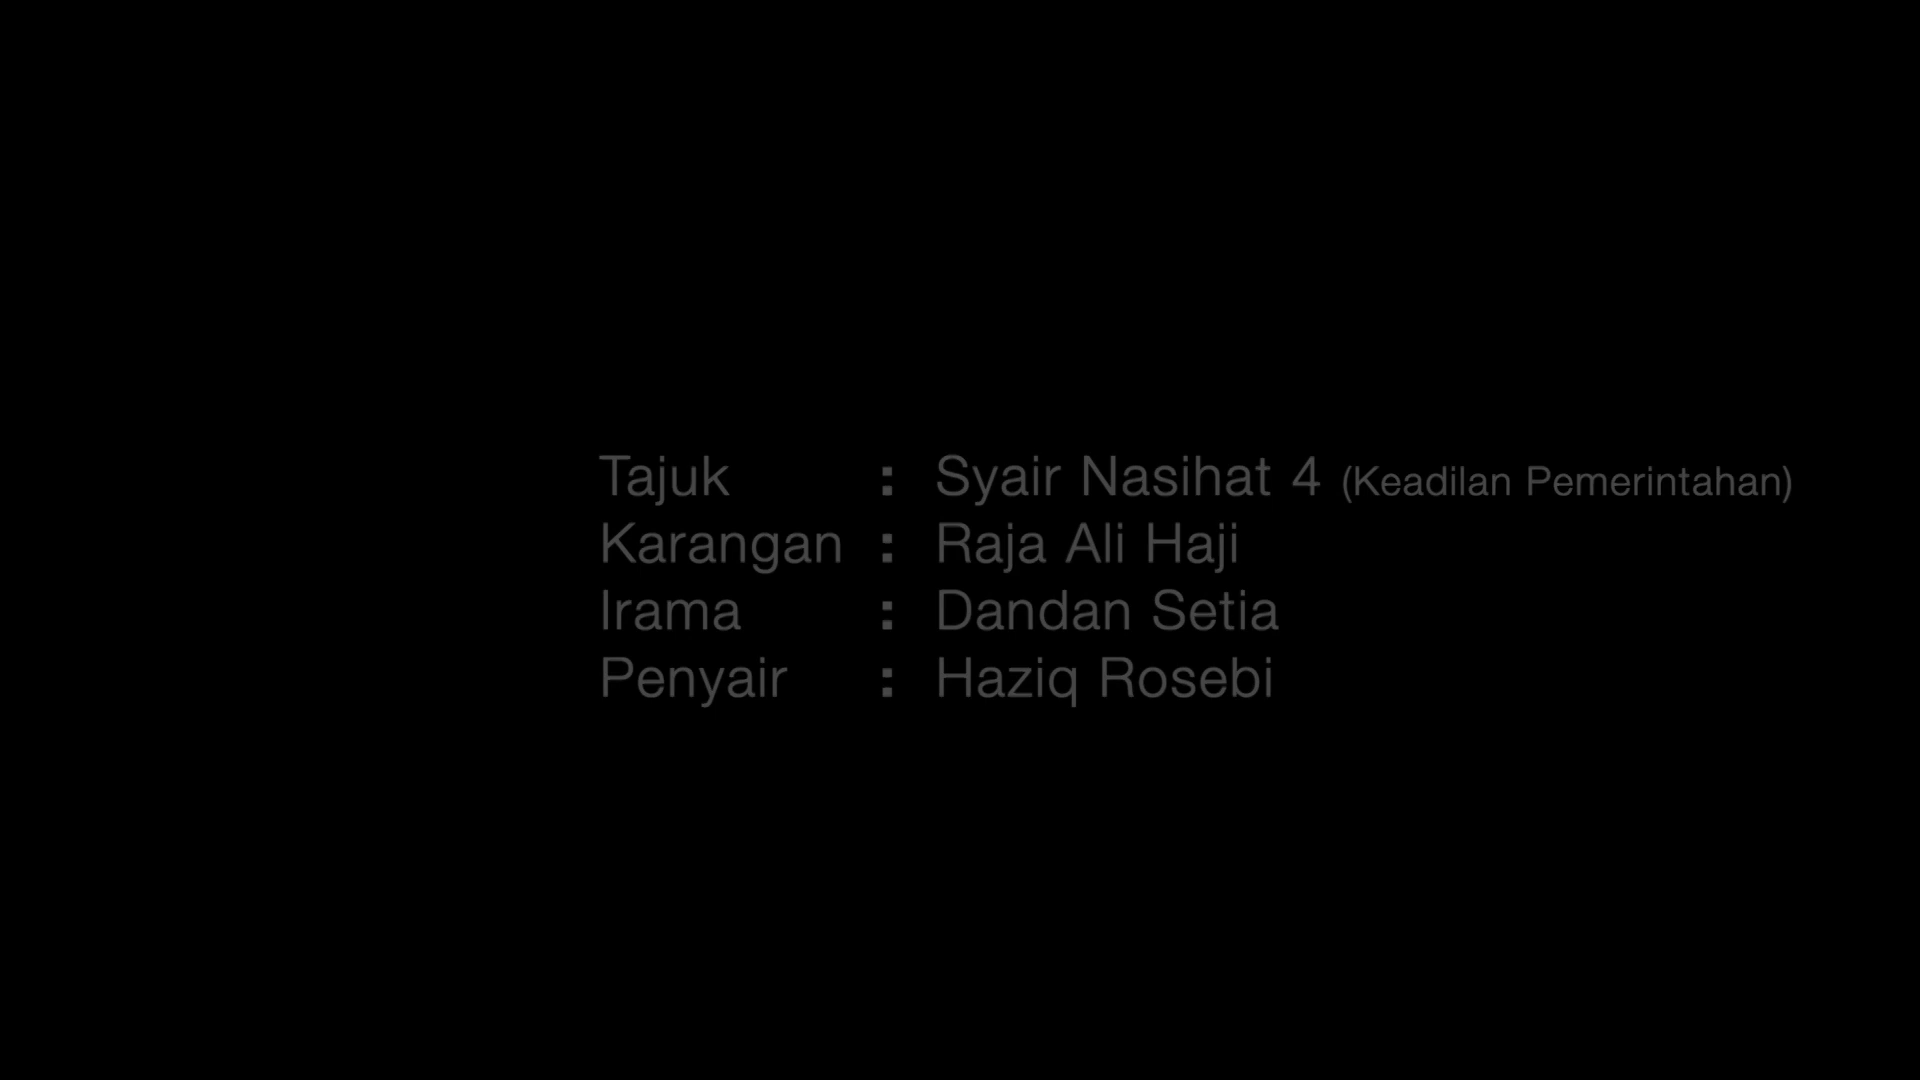 Tajuk : Syair Nasihat 4 (Keadilan Pemerintahan)
Karangan : Raja Ali Haji
Irama : Dandan Setia
Penyair : Haziq Rosebi